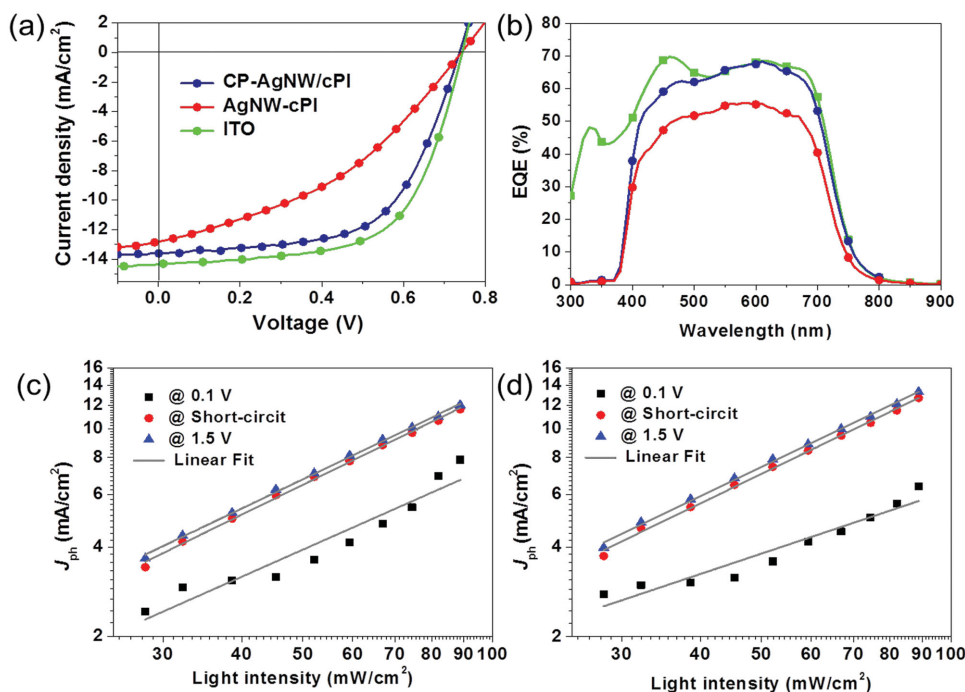 (a)
Current density (mA/cm²)
2
0
-2
-4
-6
-8
-10
-12
-14
CP-AgNW/cPI
AgNW-cPI
ITO
0.0 0.2 0.4 0.6 0.8
Voltage (V)
(b)
EQE (%)
80
70
60
50
40
30
20
10
0
300 400 500 600 700 800 900
Wavelength (nm)
(c)
Jph (mA/cm²)
16
14
12
10
8
6
4
2
@ 0.1 V
@ Short-circit
@ 1.5 V
Linear Fit
30 40 50 60 70 80 90 100
Light intensity (mW/cm²)
(d)
Jph (mA/cm²)
16
14
12
10
8
6
4
2
@ 0.1 V
@ Short-circit
@ 1.5 V
Linear Fit
30 40 50 60 70 80 90 100
Light intensity (mW/cm²)